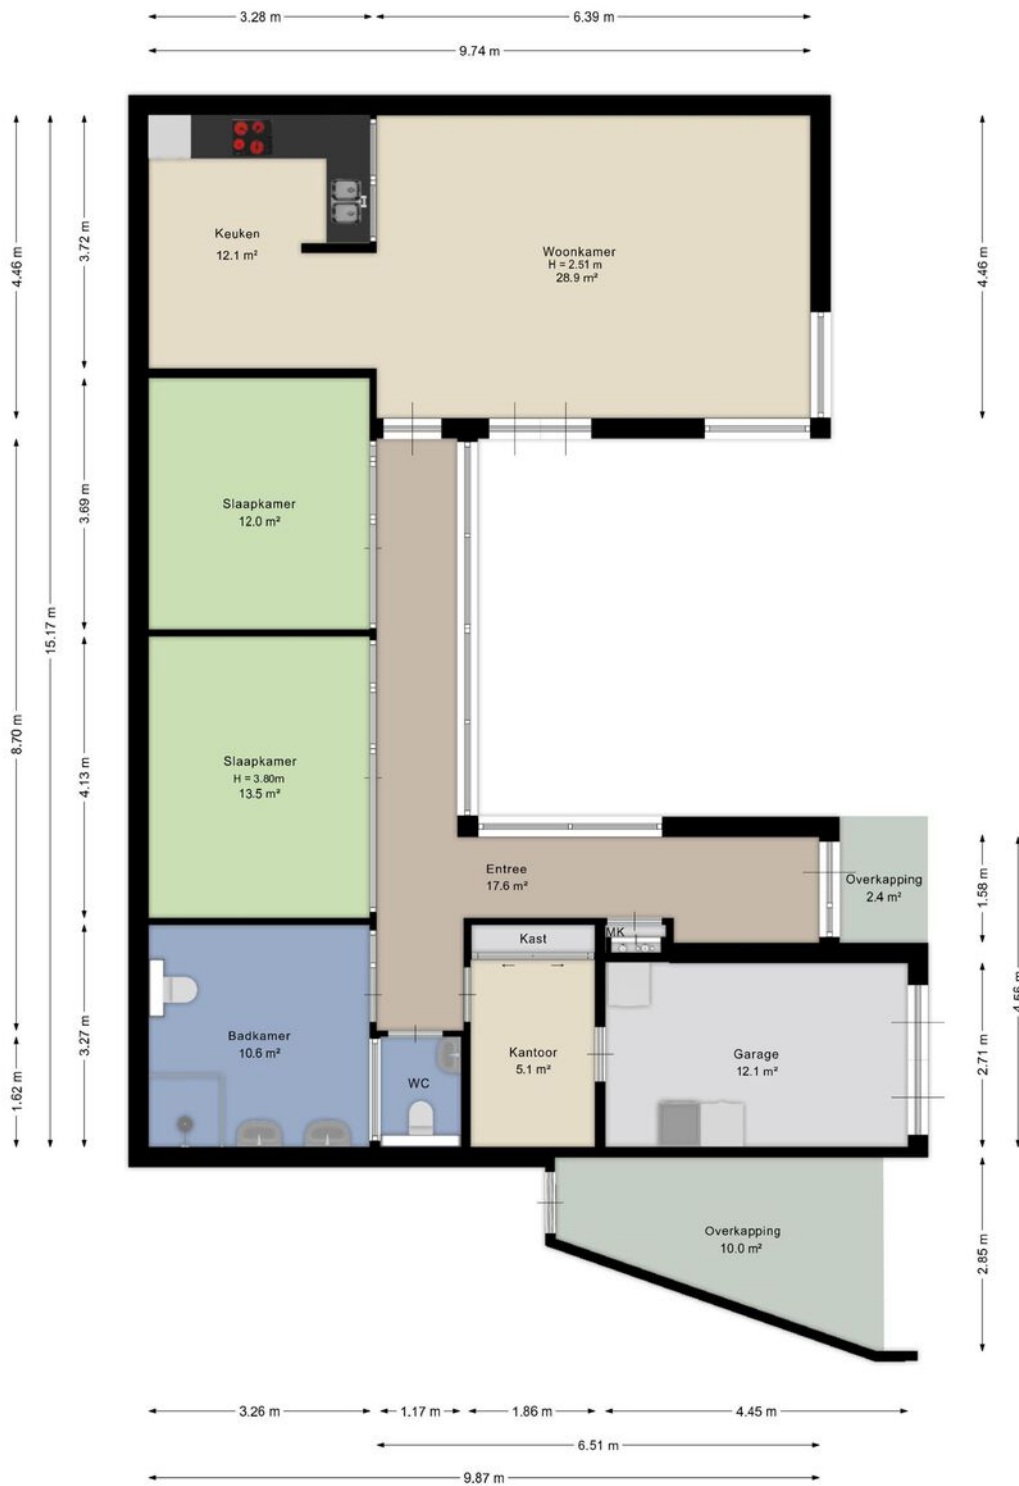 3.28 m
6.39 m
9.74 m
4.46 m
15.17 m
3.72 m
Keuken
12.1 m²
Woonkamer
H = 2.51 m
28.9 m²
4.46 m
3.69 m
Slaapkamer
12.0 m²
8.70 m
4.13 m
Slaapkamer
H = 3.80m
13.5 m²
Entree
17.6 m²
Overkapping
2.4 m²
1.58 m
4.56 m
MK
Kast
1.62 m
3.27 m
Badkamer
10.6 m²
WC
Kantoor
5.1 m²
Garage
12.1 m²
2.71 m
Overkapping
10.0 m²
2.85 m
3.26 m
1.17 m
1.86 m
4.45 m
6.51 m
9.87 m